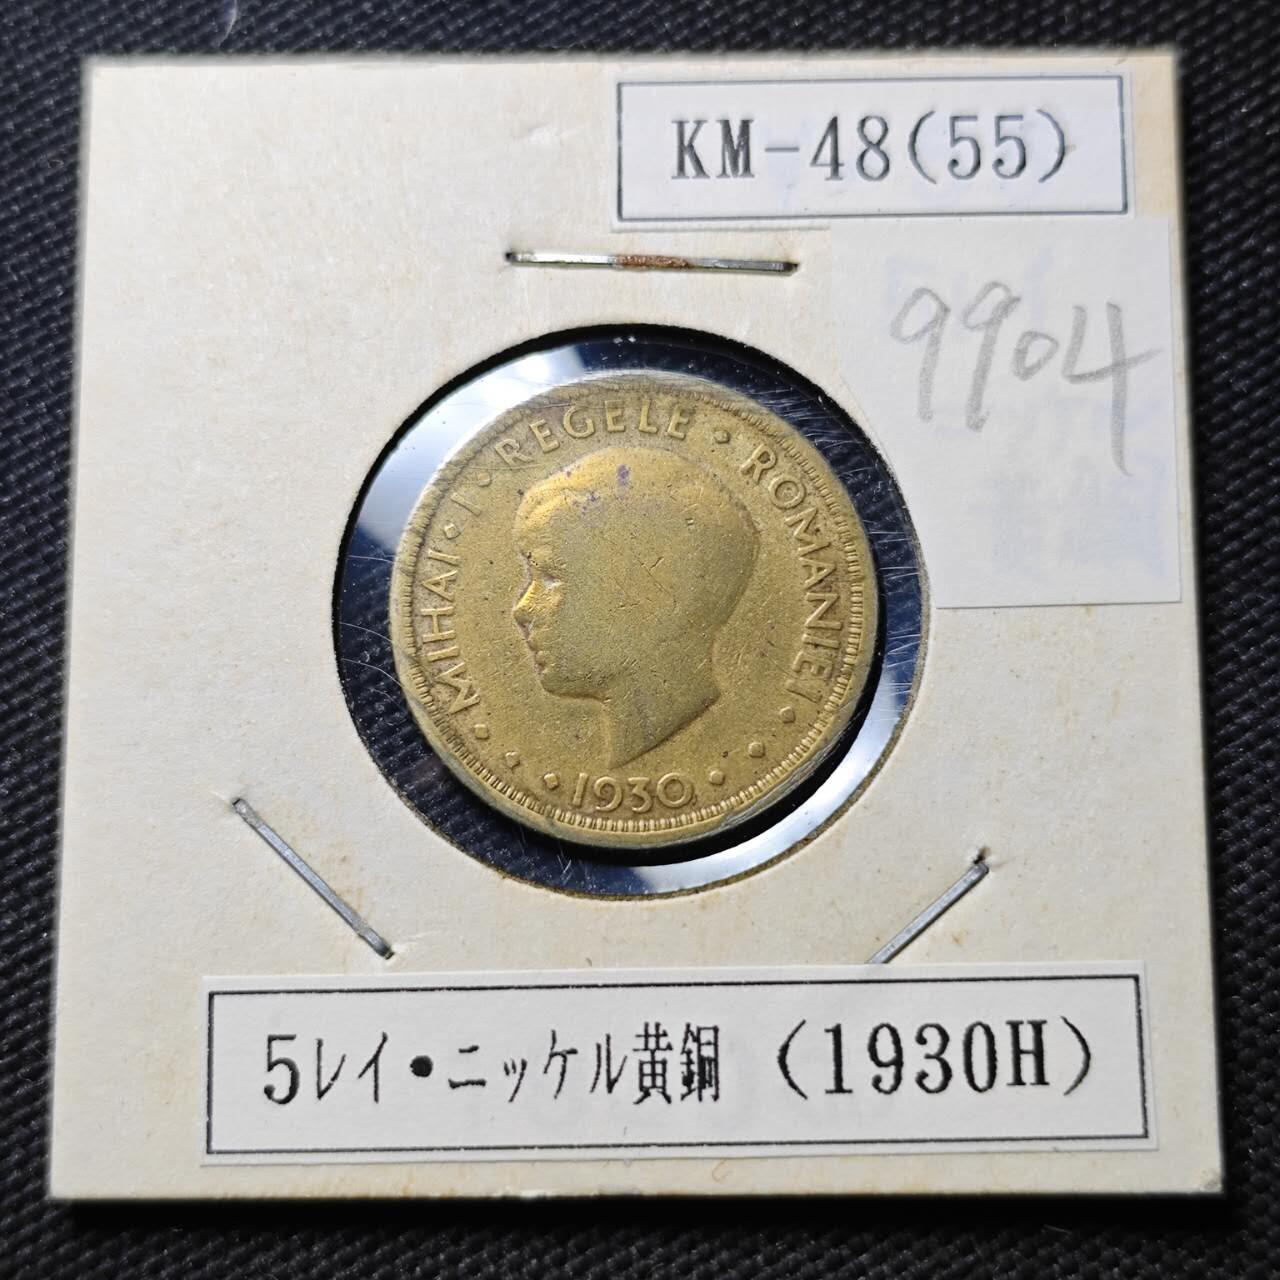 KM-48(55)
9904
·MIHAI·I·REGELE·ROMANIEI·
·1930·
5レイ・ニッケル黄銅 (1930H)